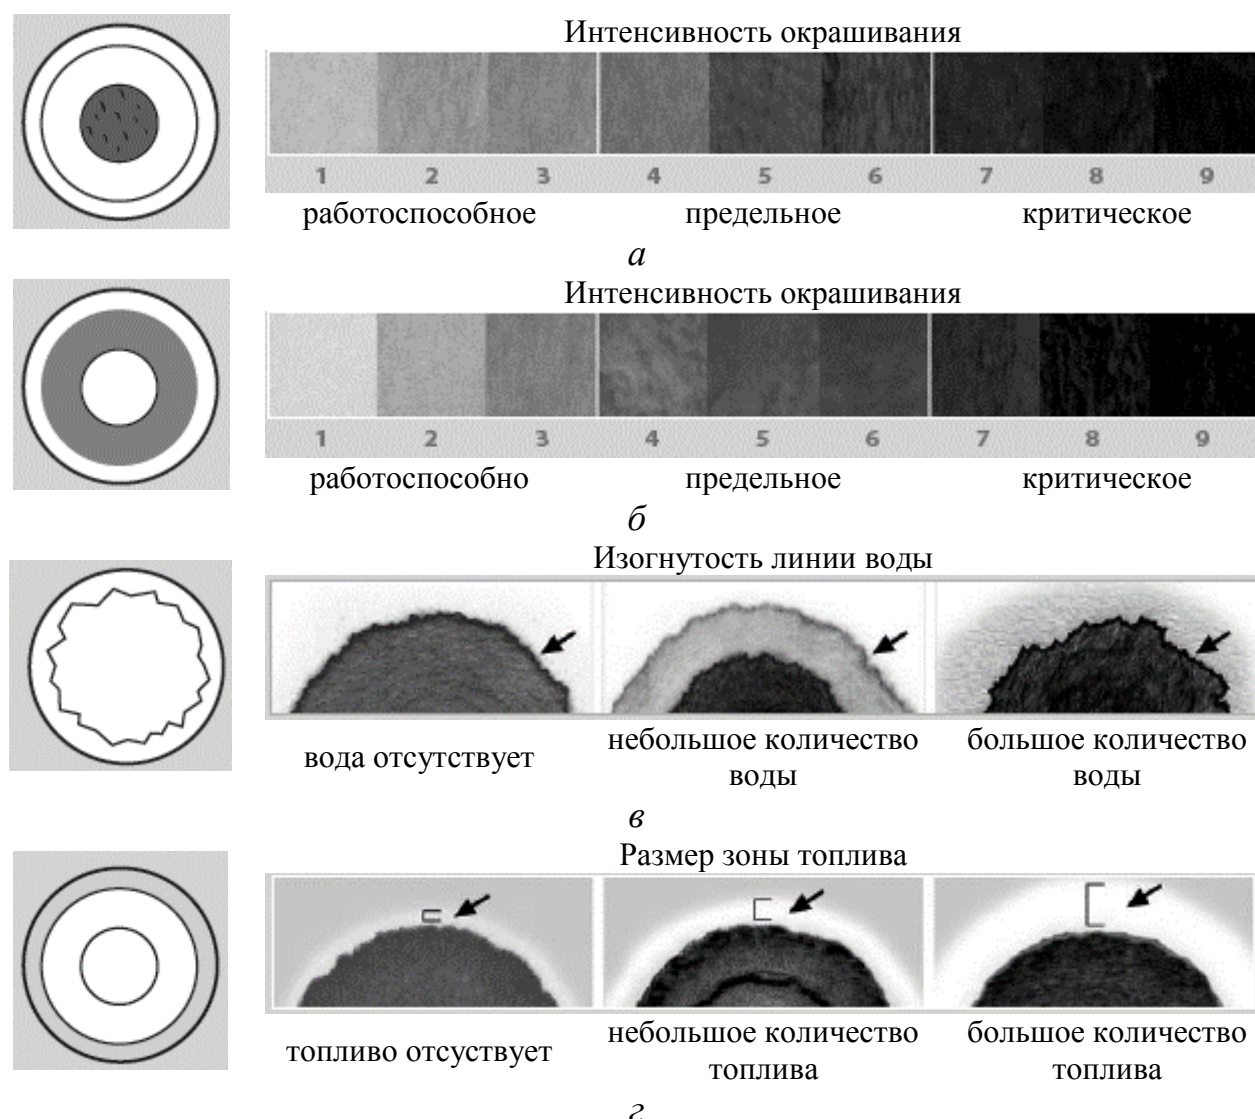 Интенсивность окрашивания
1 2 3 4 5 6 7 8 9
работоспособное предельное критическое
а
Интенсивность окрашивания
1 2 3 4 5 6 7 8 9
работоспособно предельное критическое
б
Изогнутость линии воды
вода отсутствует небольшое количество большое количество
воды воды
в
Размер зоны топлива
топливо отсуствует небольшое количество большое количество
топлива топлива
г